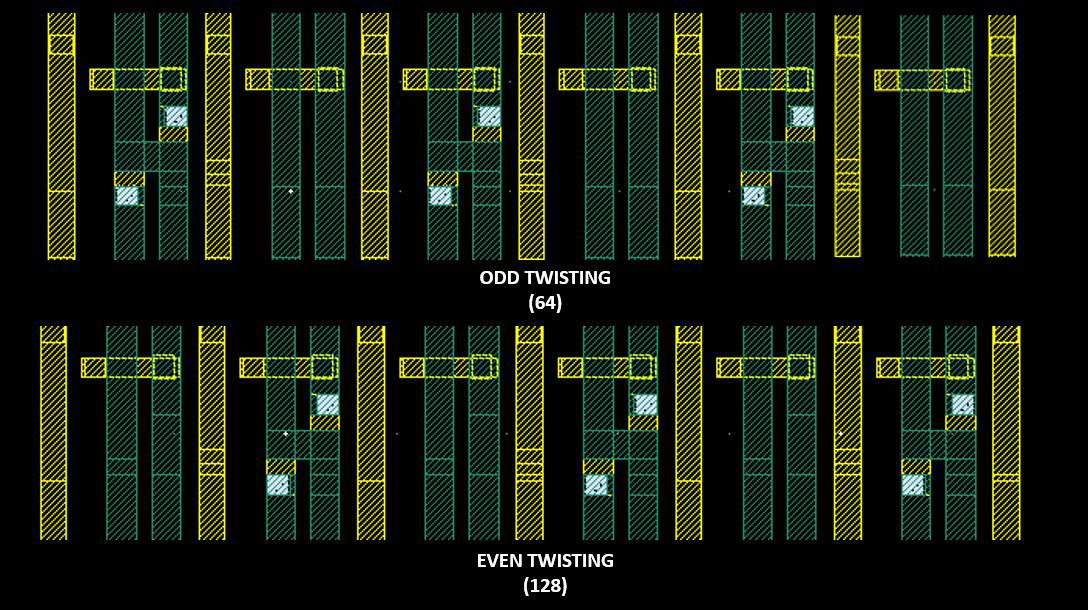 ODD TWISTING
(64)
EVEN TWISTING
(128)